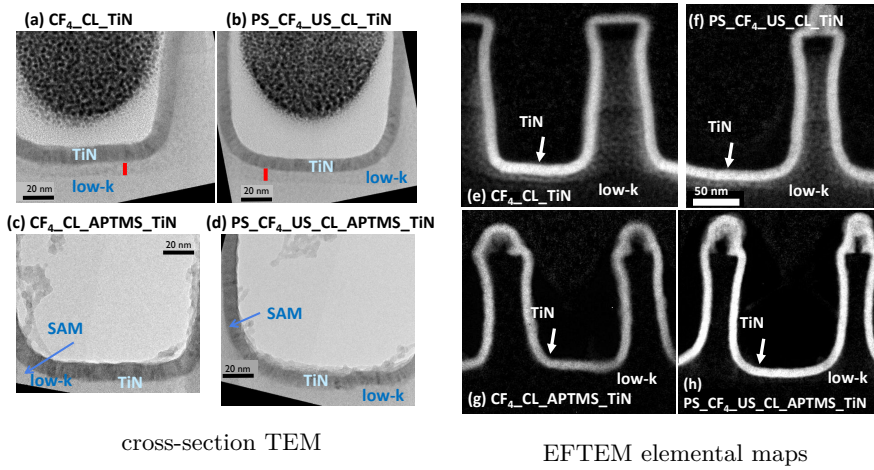 (a) CF₄_CL_TiN
(b) PS_CF₄_US_CL_TiN
TiN
low-k
20 nm
TiN
low-k
20 nm
(c) CF₄_CL_APTMS_TiN
(d) PS_CF₄_US_CL_APTMS_TiN
20 nm
SAM
low-k
TiN
SAM
20 nm
TiN
low-k
cross-section TEM
TiN
low-k
(e) CF₄_CL_TiN
(f) PS_CF₄_US_CL_TiN
TiN
50 nm
low-k
TiN
low-k
(g) CF₄_CL_APTMS_TiN
TiN
low-k
(h)
PS_CF₄_US_CL_APTMS_TiN
EFTEM elemental maps